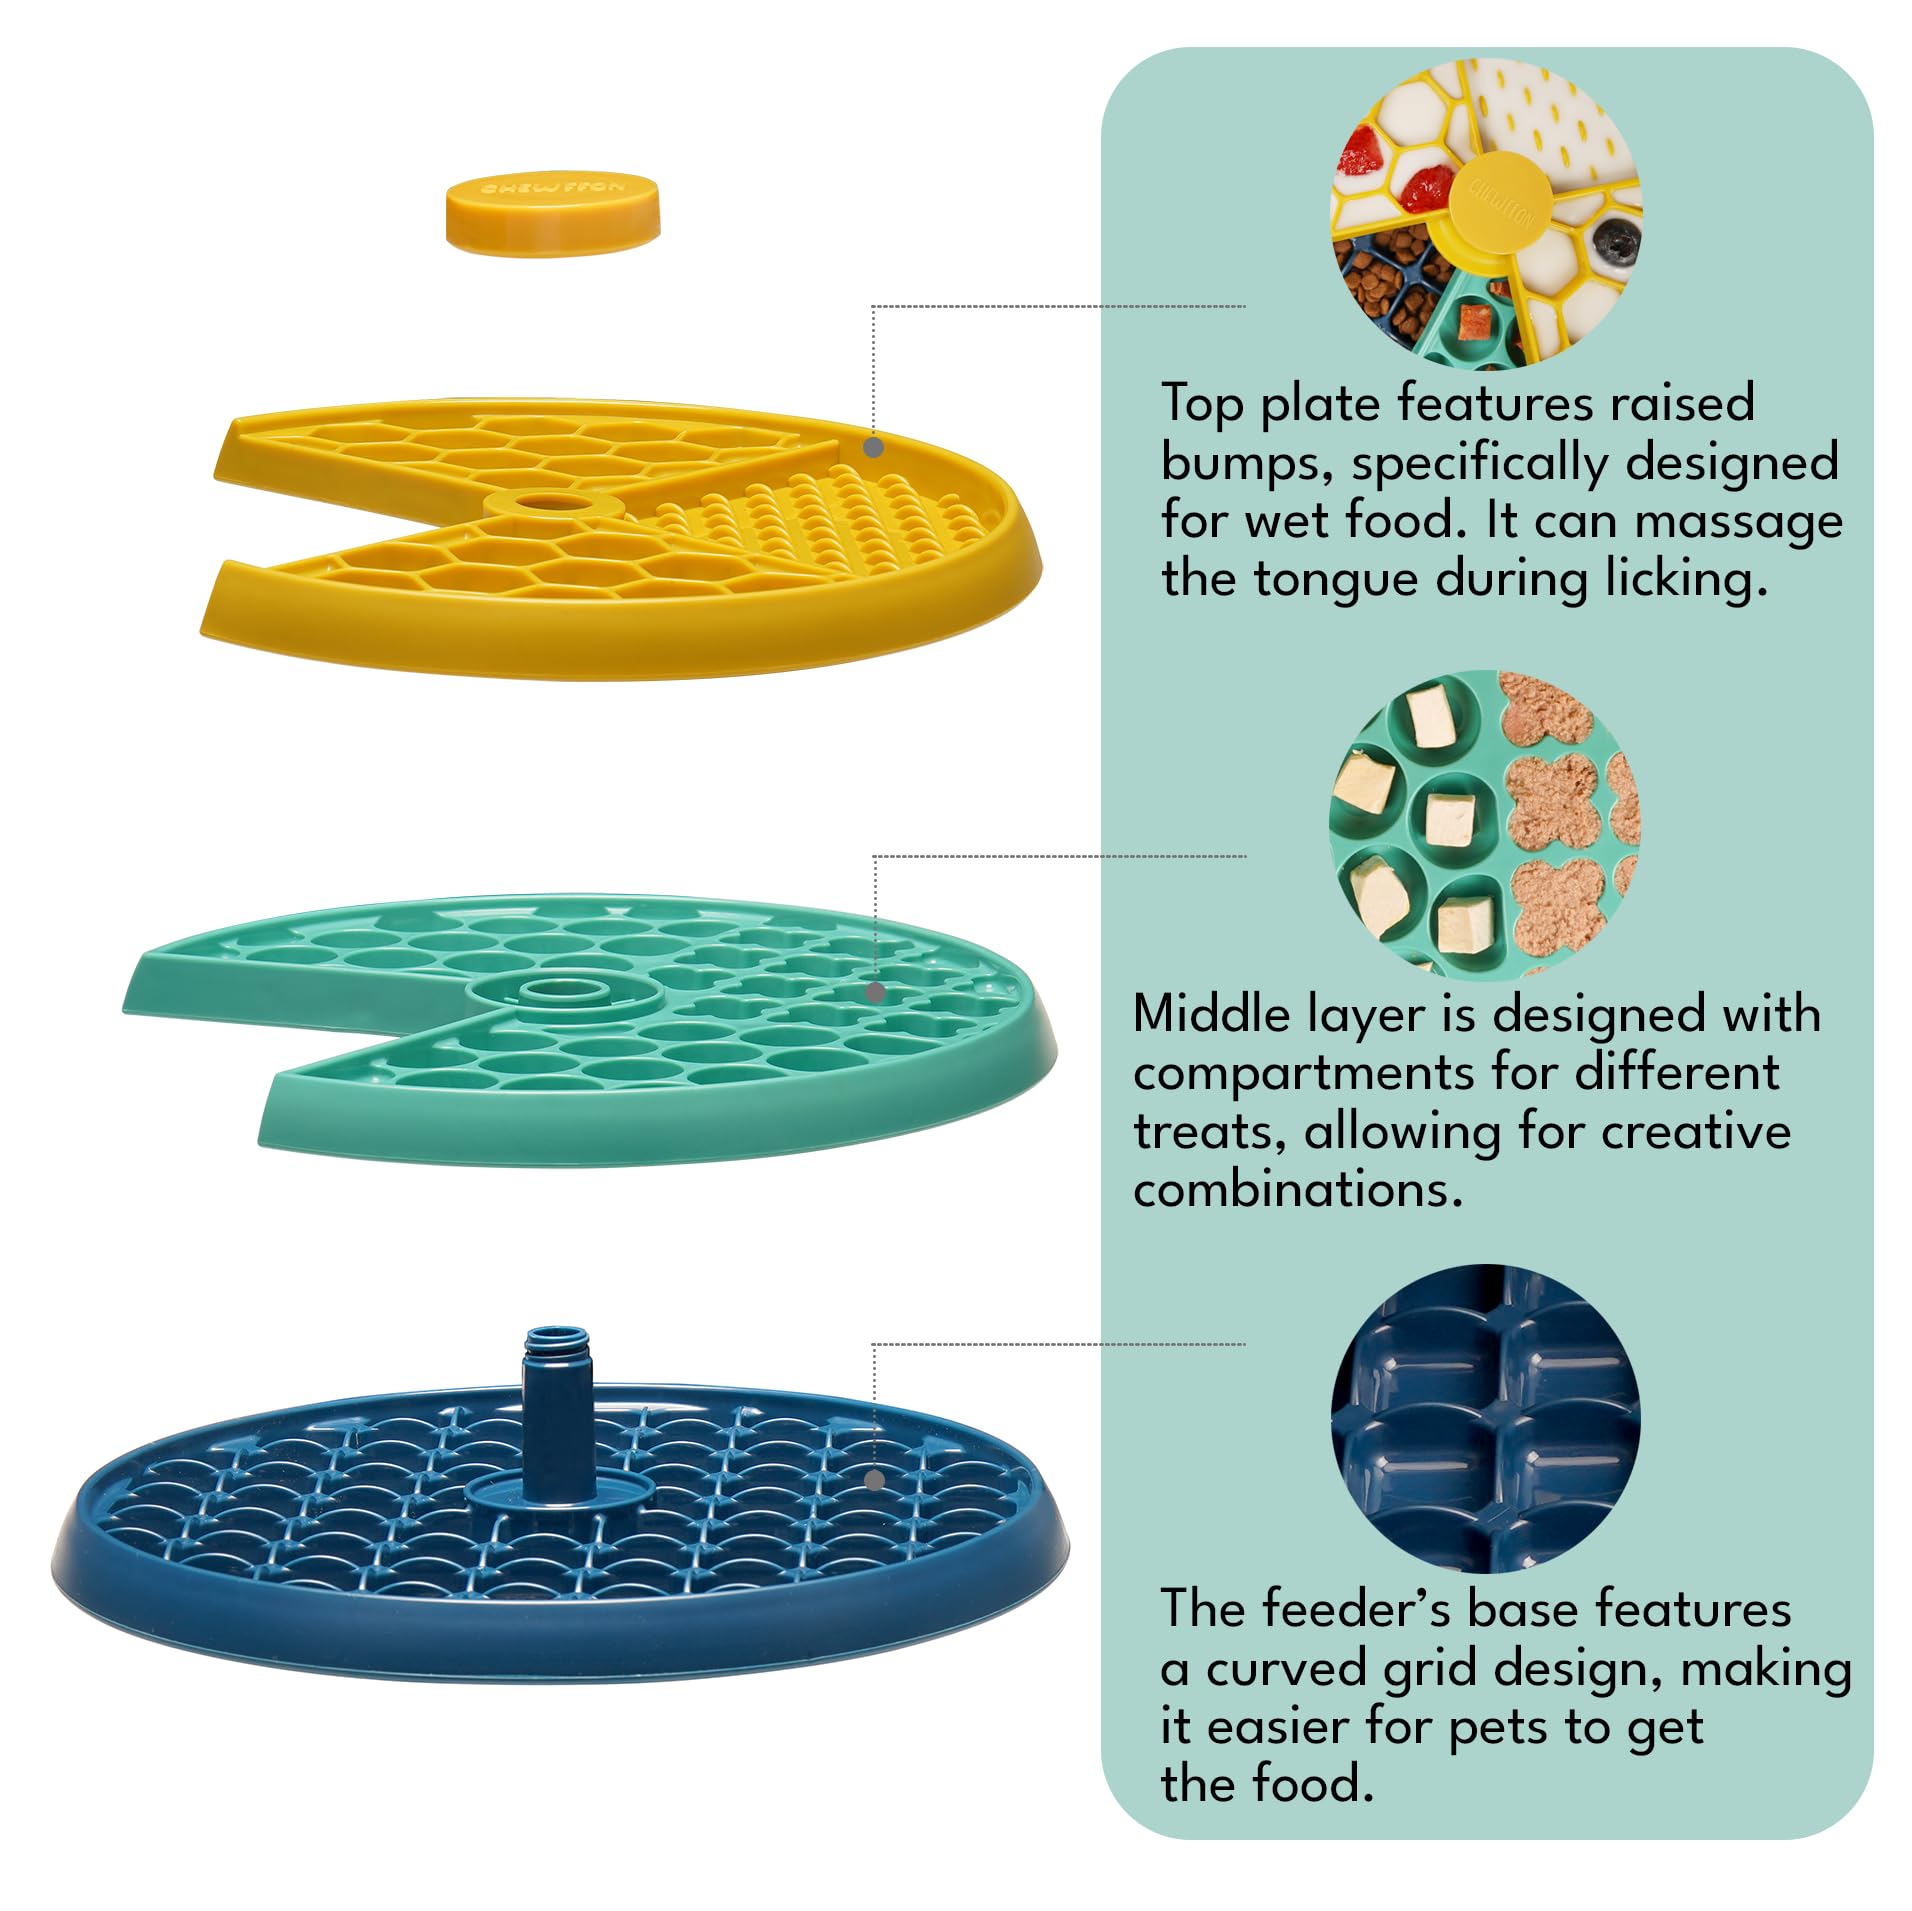 CHEWFFON
CHEWFFON
Top plate features raised
bumps, specifically designed
for wet food. It can massage
the tongue during licking.
Middle layer is designed with
compartments for different
treats, allowing for creative
combinations.
The feeder’s base features
a curved grid design, making
it easier for pets to get
the food.